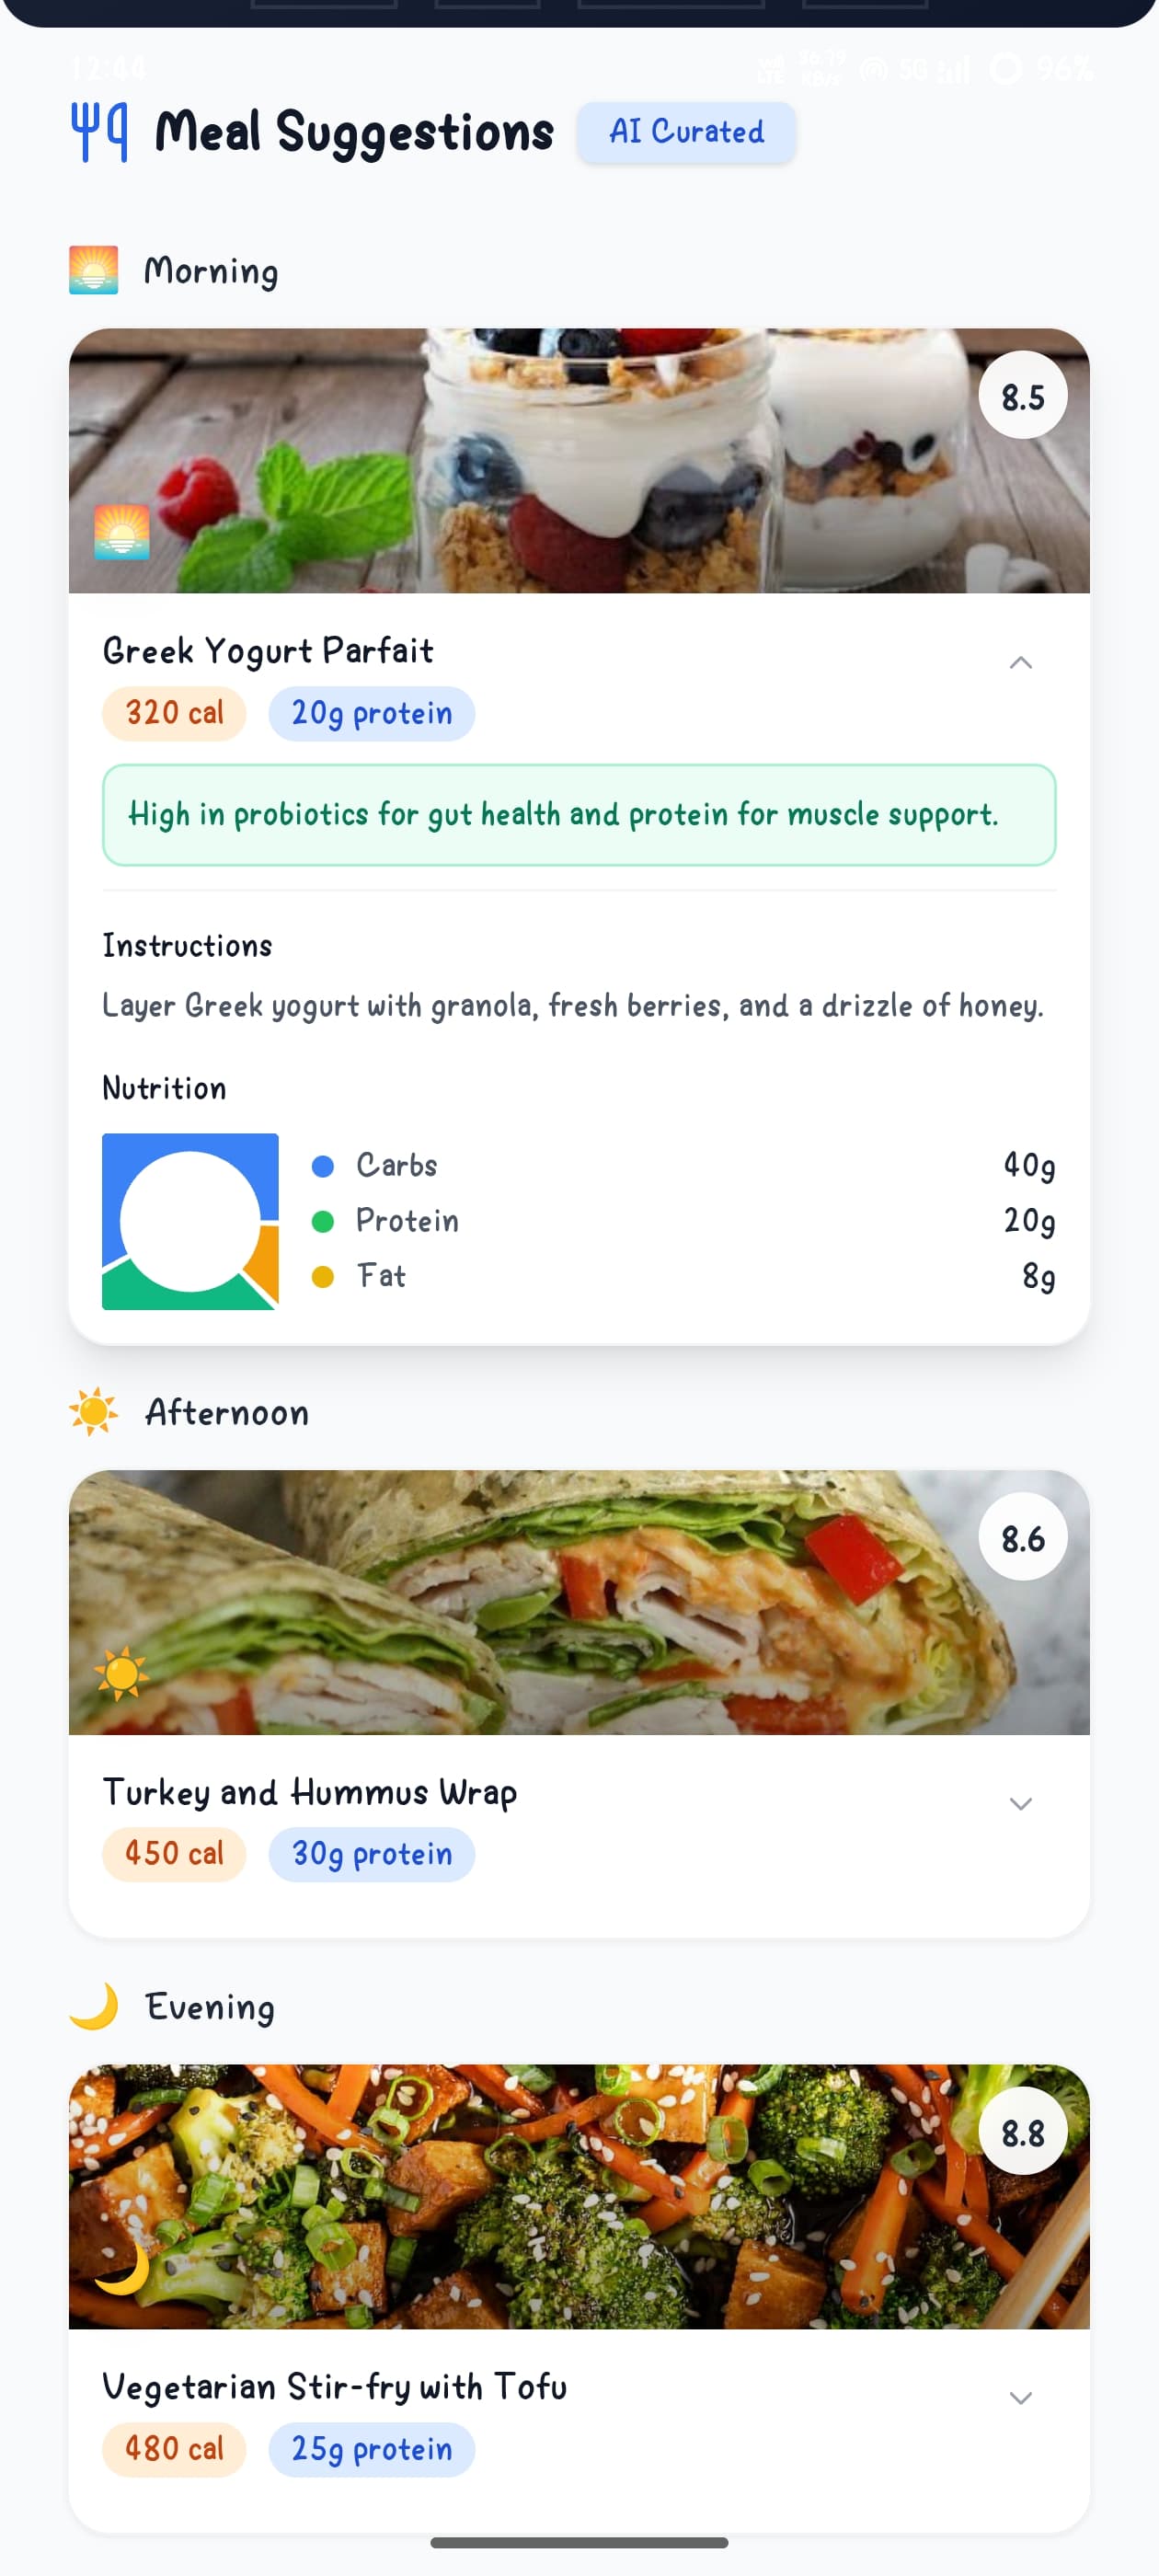 12:44
5G 96%
Meal Suggestions AI Curated
Morning
8.5
Greek Yogurt Parfait
320 cal 20g protein
High in probiotics for gut health and protein for muscle support.
Instructions
Layer Greek yogurt with granola, fresh berries, and a drizzle of honey.
Nutrition
Carbs 40g
Protein 20g
Fat 8g
Afternoon
8.6
Turkey and Hummus Wrap
450 cal 30g protein
Evening
8.8
Vegetarian Stir-fry with Tofu
480 cal 25g protein